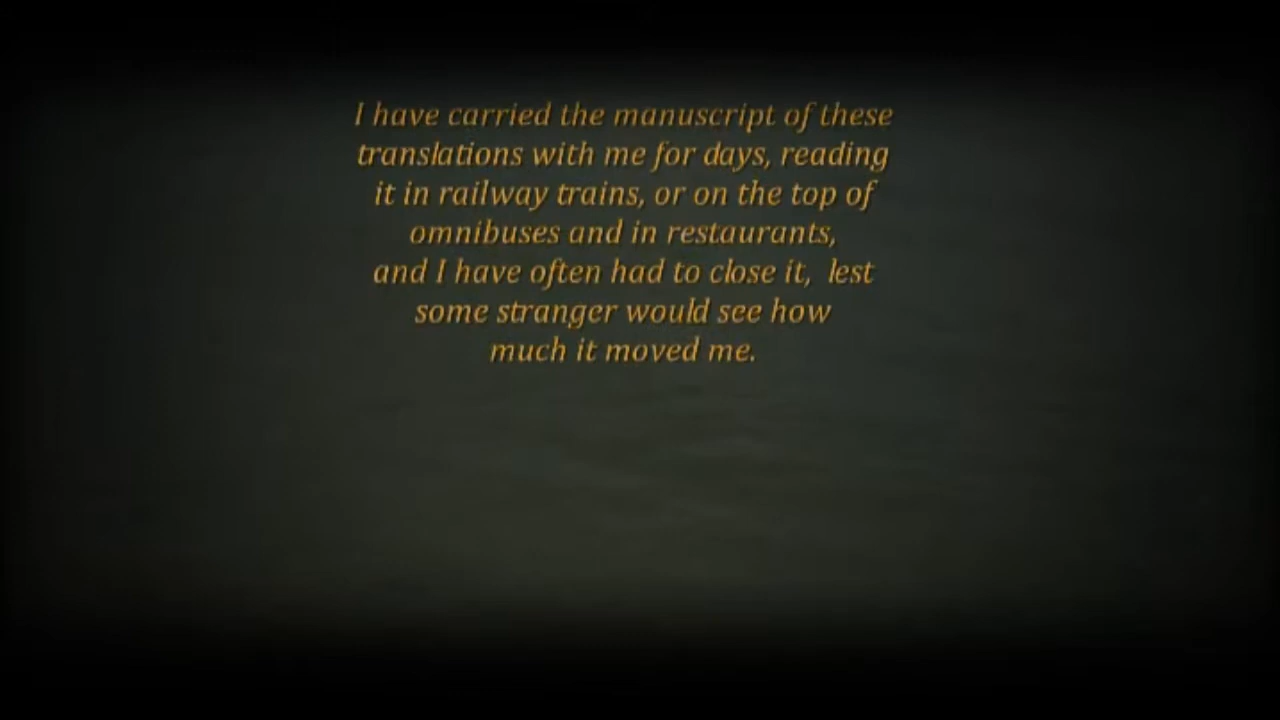 I have carried the manuscript of these
translations with me for days, reading
it in railway trains, or on the top of
omnibuses and in restaurants,
and I have often had to close it,  lest
some stranger would see how
much it moved me.